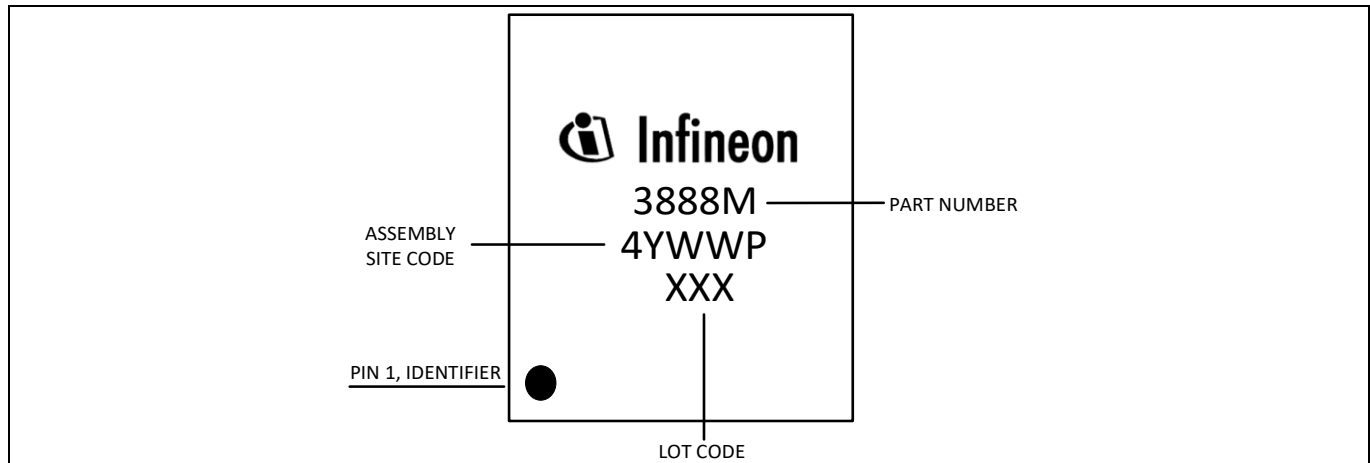 Infineon
3888M
PART NUMBER
ASSEMBLY
SITE CODE
4YWWP
XXX
PIN 1, IDENTIFIER
LOT CODE